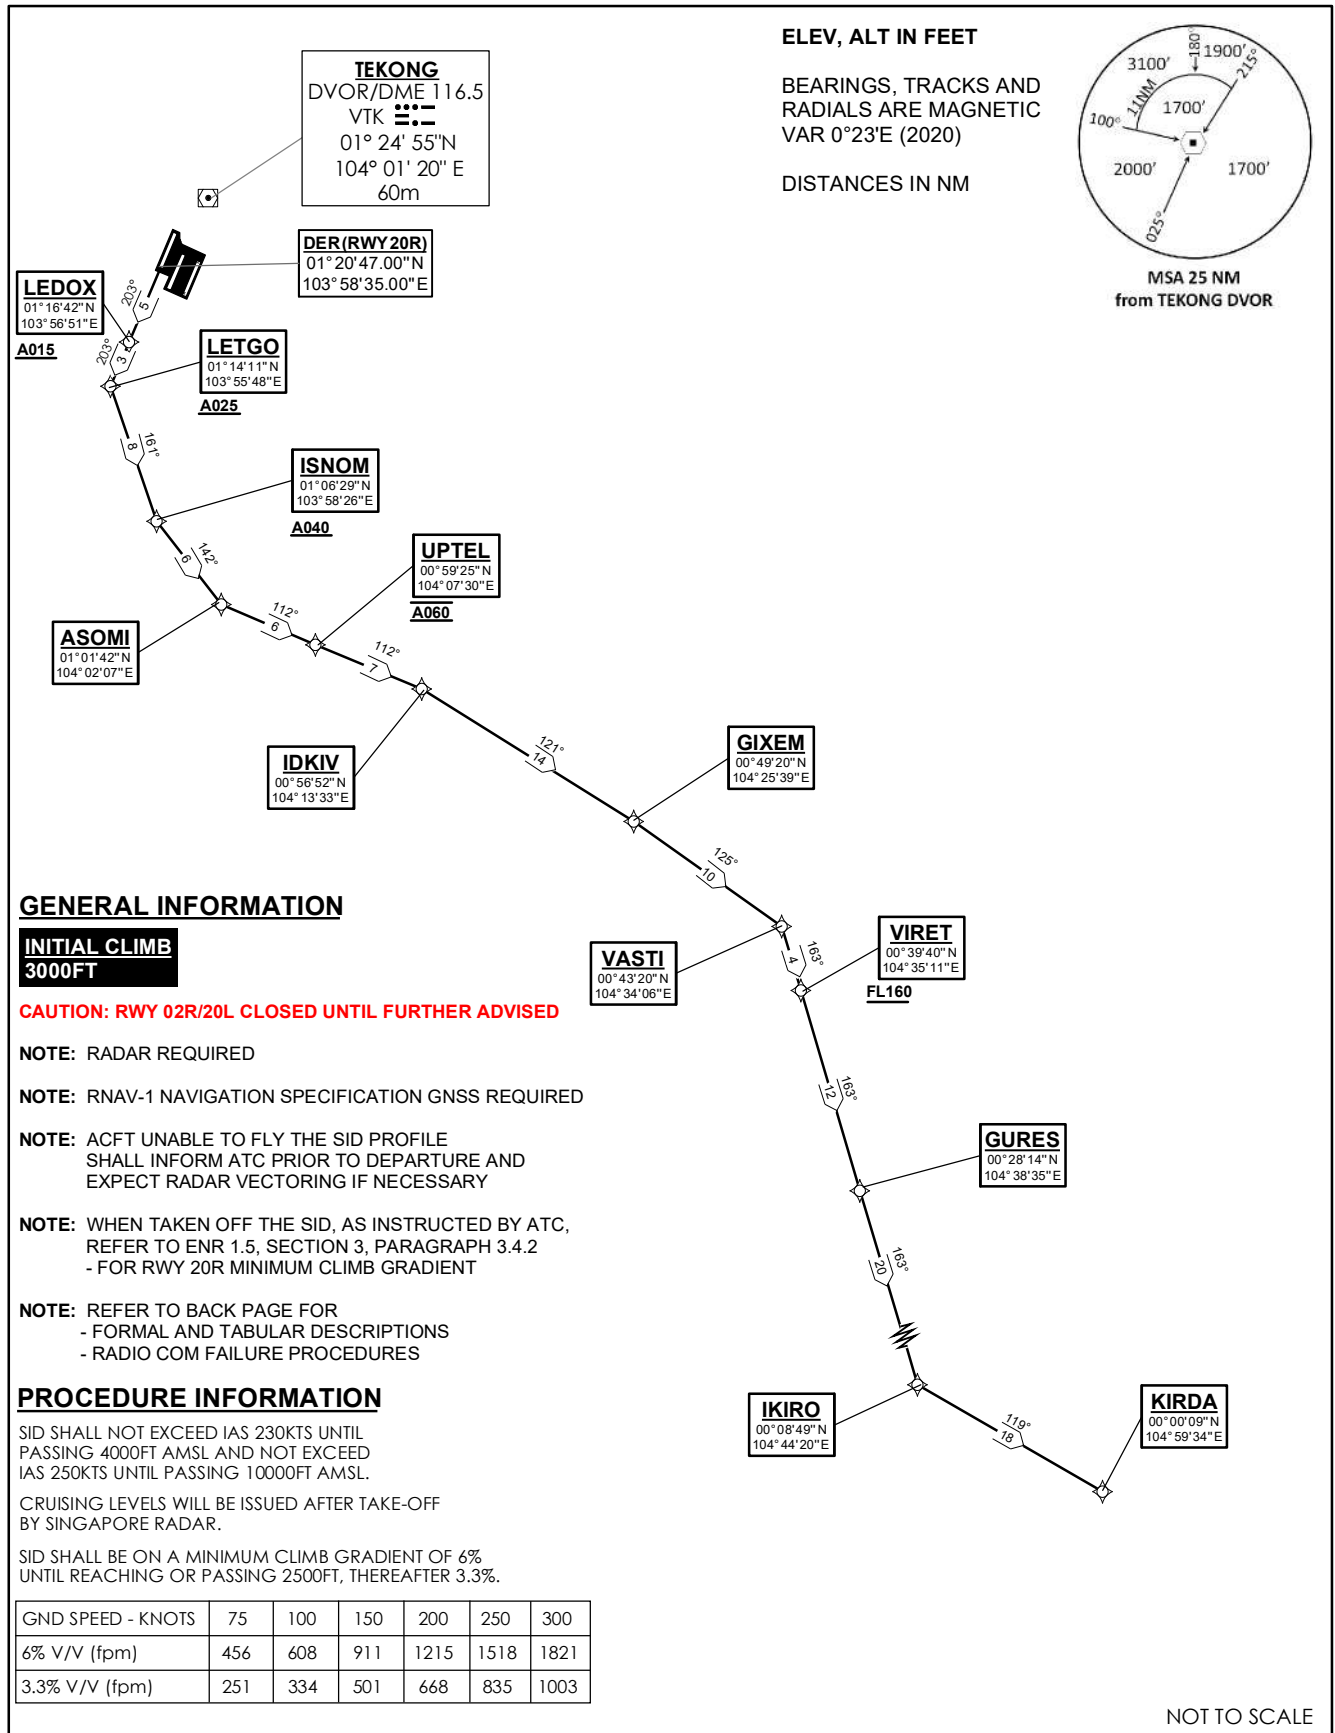 TEKONG
DVOR/DME 116.5
VTK
01° 24' 55"N
104° 01' 20" E
60m
ELEV, ALT IN FEET
BEARINGS, TRACKS AND
RADIALS ARE MAGNETIC
VAR 0°23'E (2020)
DISTANCES IN NM
3100'
180°
1900'
215°
11NM
1700'
100°
2000'
1700'
025°
MSA 25 NM
from TEKONG DVOR
DER(RWY 20R)
01°20'47.00"N
103°58'35.00"E
LEDOX
01°16'42"N
103°56'51"E
A015
203°
5
203°
3
LETGO
01°14'11"N
103°55'48"E
A025
161°
8
ISNOM
01°06'29"N
103°58'26"E
A040
142°
6
UPTEL
00°59'25"N
104°07'30"E
A060
ASOMI
01°01'42"N
104°02'07"E
112°
6
112°
7
IDKIV
00°56'52"N
104°13'33"E
121°
14
GIXEM
00°49'20"N
104°25'39"E
125°
10
VASTI
00°43'20"N
104°34'06"E
163°
4
VIRET
00°39'40"N
104°35'11"E
FL160
163°
12
GURES
00°28'14"N
104°38'35"E
163°
20
IKIRO
00°08'49"N
104°44'20"E
119°
18
KIRDA
00°00'09"N
104°59'34"E
GENERAL INFORMATION
INITIAL CLIMB
3000FT
CAUTION: RWY 02R/20L CLOSED UNTIL FURTHER ADVISED
NOTE: RADAR REQUIRED
NOTE: RNAV-1 NAVIGATION SPECIFICATION GNSS REQUIRED
NOTE: ACFT UNABLE TO FLY THE SID PROFILE
SHALL INFORM ATC PRIOR TO DEPARTURE AND
EXPECT RADAR VECTORING IF NECESSARY
NOTE: WHEN TAKEN OFF THE SID, AS INSTRUCTED BY ATC,
REFER TO ENR 1.5, SECTION 3, PARAGRAPH 3.4.2
- FOR RWY 20R MINIMUM CLIMB GRADIENT
NOTE: REFER TO BACK PAGE FOR
- FORMAL AND TABULAR DESCRIPTIONS
- RADIO COM FAILURE PROCEDURES
PROCEDURE INFORMATION
SID SHALL NOT EXCEED IAS 230KTS UNTIL
PASSING 4000FT AMSL AND NOT EXCEED
IAS 250KTS UNTIL PASSING 10000FT AMSL.
CRUISING LEVELS WILL BE ISSUED AFTER TAKE-OFF
BY SINGAPORE RADAR.
SID SHALL BE ON A MINIMUM CLIMB GRADIENT OF 6%
UNTIL REACHING OR PASSING 2500FT, THEREAFTER 3.3%.
GND SPEED - KNOTS 75 100 150 200 250 300
6% V/V (fpm) 456 608 911 1215 1518 1821
3.3% V/V (fpm) 251 334 501 668 835 1003
NOT TO SCALE